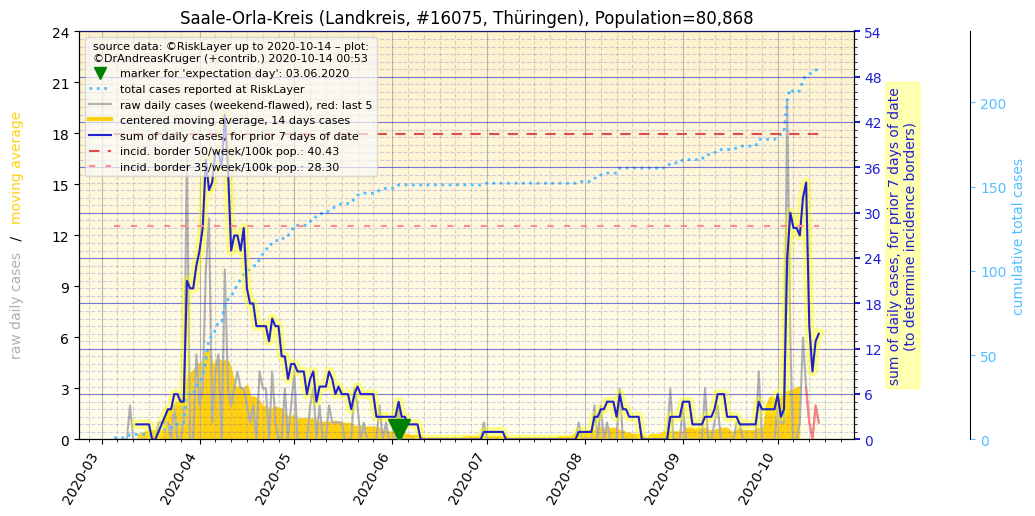 Saale-Orla-Kreis (Landkreis, #16075, Thüringen), Population=80,868
source data: ©RiskLayer up to 2020-10-14 – plot:
©DrAndreasKruger (+contrib.) 2020-10-14 00:53
marker for 'expectation day': 03.06.2020
total cases reported at RiskLayer
raw daily cases (weekend-flawed), red: last 5
centered moving average, 14 days cases
sum of daily cases, for prior 7 days of date
incid. border 50/week/100k pop.: 40.43
incid. border 35/week/100k pop.: 28.30
raw daily cases / moving average
24
21
18
15
12
9
6
3
0
54
48
42
36
30
24
18
12
6
0
sum of daily cases, for prior 7 days of date
(to determine incidence borders)
200
150
100
50
0
cumulative total cases
2020-03
2020-04
2020-05
2020-06
2020-07
2020-08
2020-09
2020-10